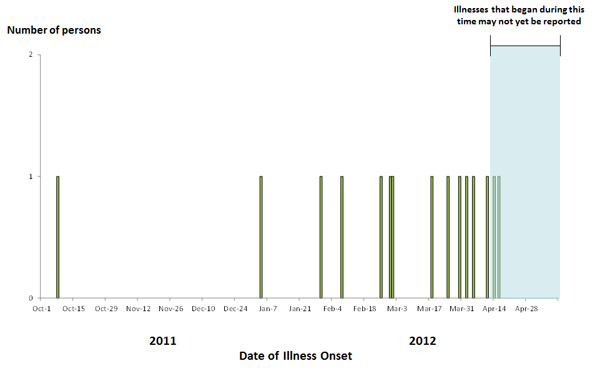 Illnesses that began during this
time may not yet be reported
Number of persons
2
1
0
Oct-1 Oct-15 Oct-29 Nov-12 Nov-26 Dec-10 Dec-24 Jan-7 Jan-21 Feb-4 Feb-18 Mar-3 Mar-17 Mar-31 Apr-14 Apr-28
2011 2012
Date of Illness Onset